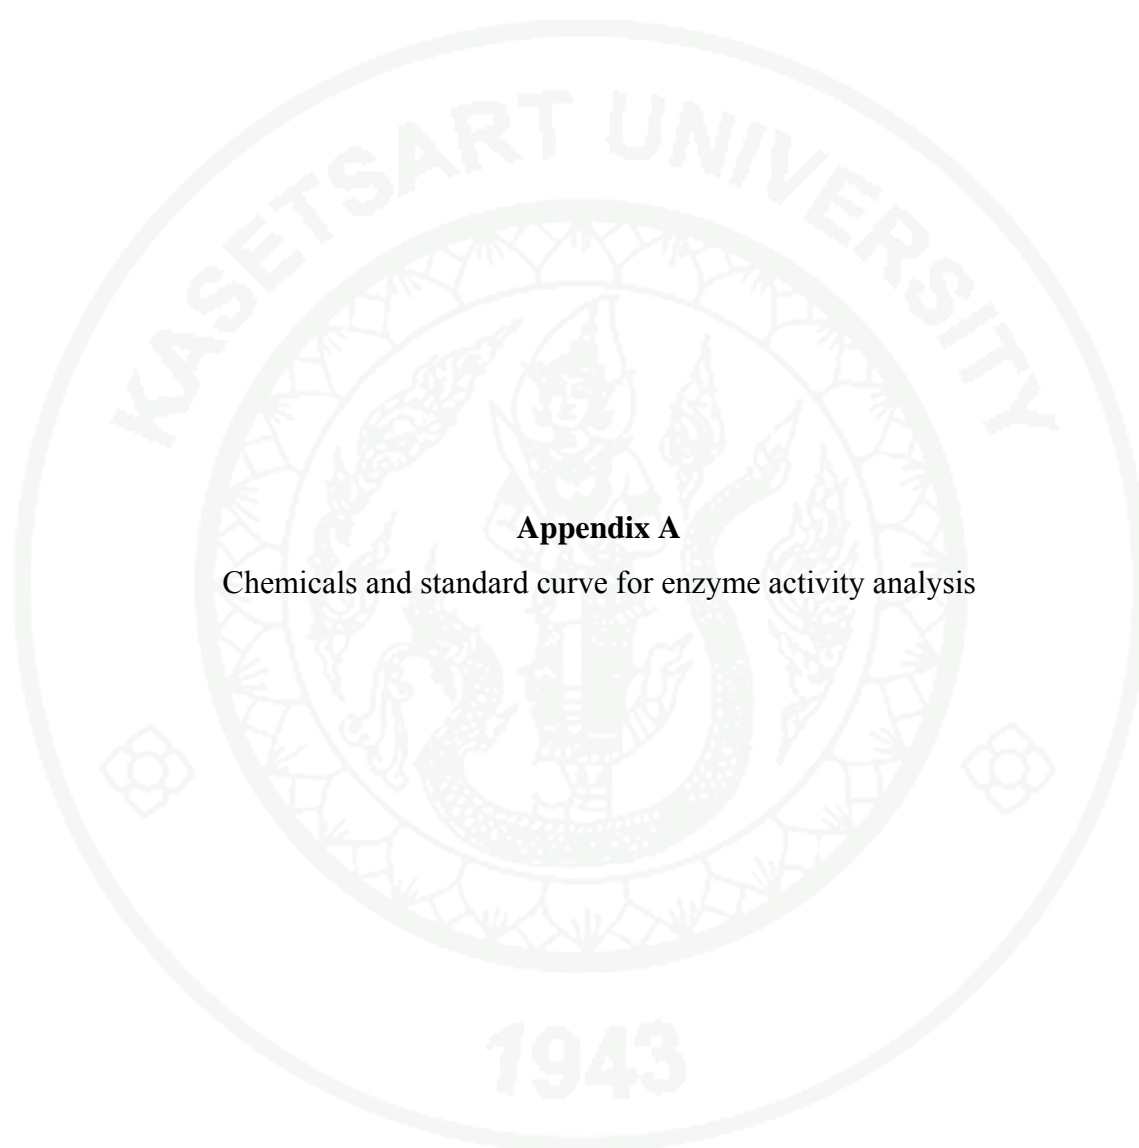 KASETSART UNIVERSITY
Appendix A
Chemicals and standard curve for enzyme activity analysis
1943